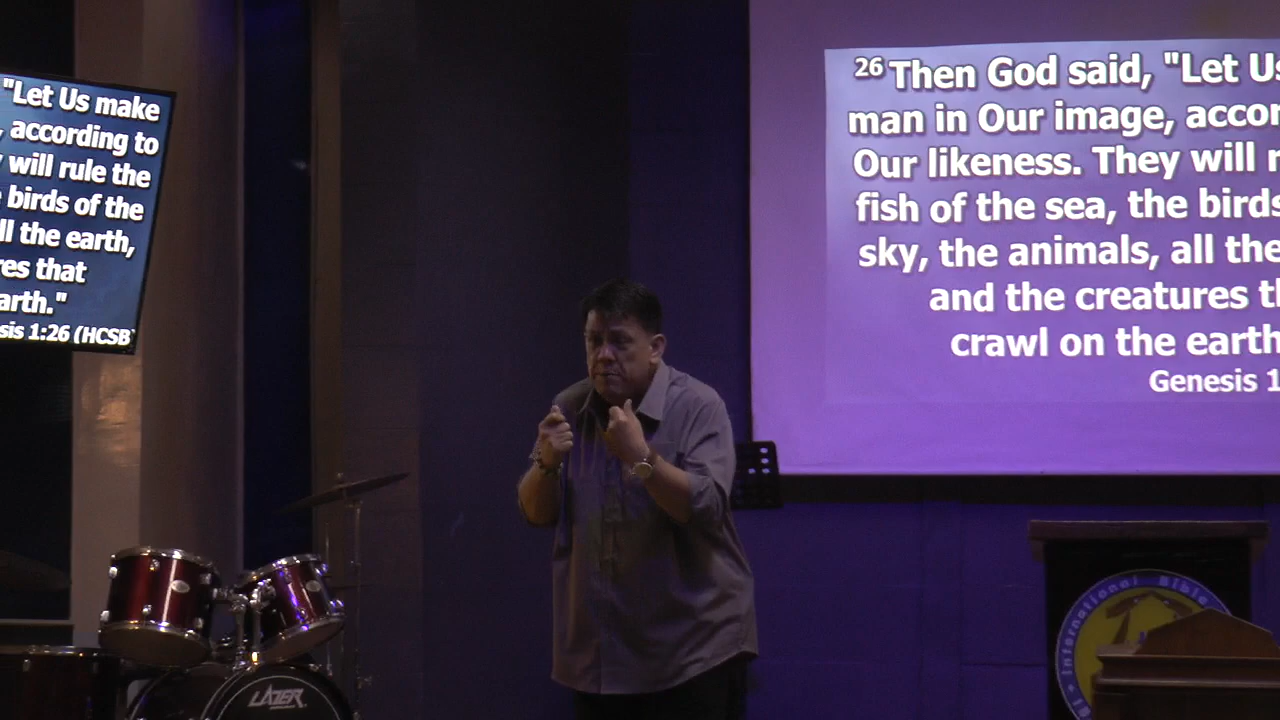 "Let Us make
, according to
will rule the
birds of the
ll the earth,
res that
arth."
sis 1:26 (HCSB)
26 Then God said, "Let Us
man in Our image, accor
Our likeness. They will r
fish of the sea, the birds
sky, the animals, all the
and the creatures th
crawl on the earth
Genesis 1
International Bible
LAZER